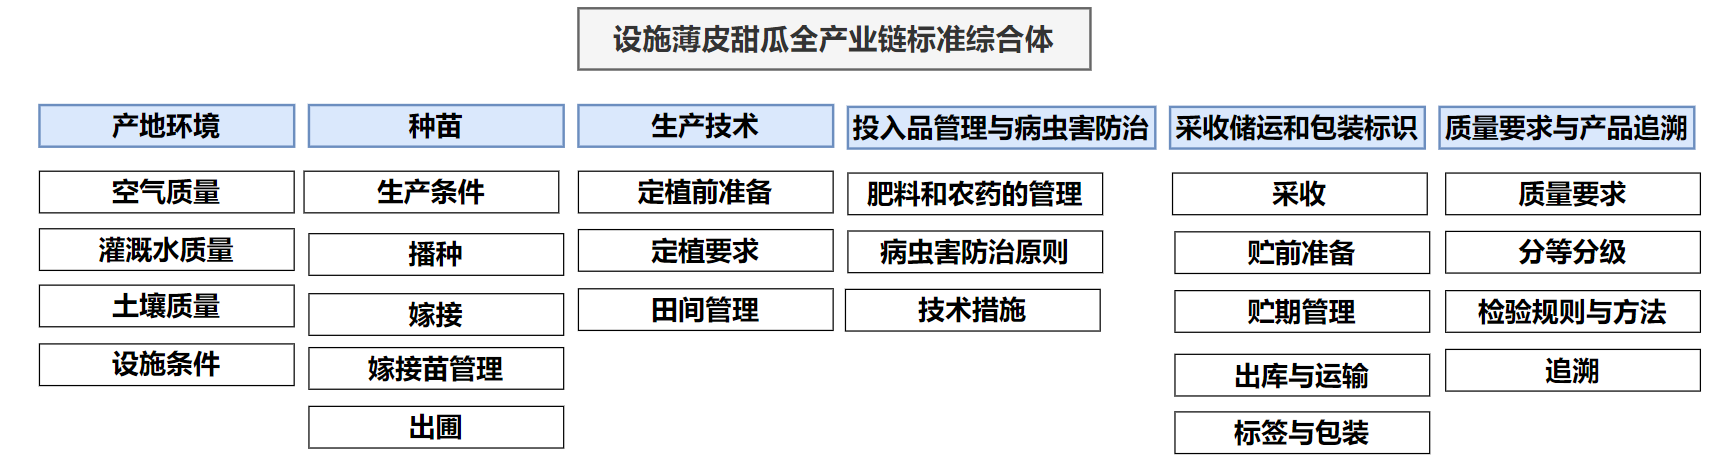 设施薄皮甜瓜全产业链标准综合体
产地环境
空气质量
灌溉水质量
土壤质量
设施条件
种苗
生产条件
播种
嫁接
嫁接苗管理
出圃
生产技术
定植前准备
定植要求
田间管理
投入品管理与病虫害防治
肥料和农药的管理
病虫害防治原则
技术措施
采收储运和包装标识
采收
贮前准备
贮期管理
出库与运输
标签与包装
质量要求与产品追溯
质量要求
分等分级
检验规则与方法
追溯